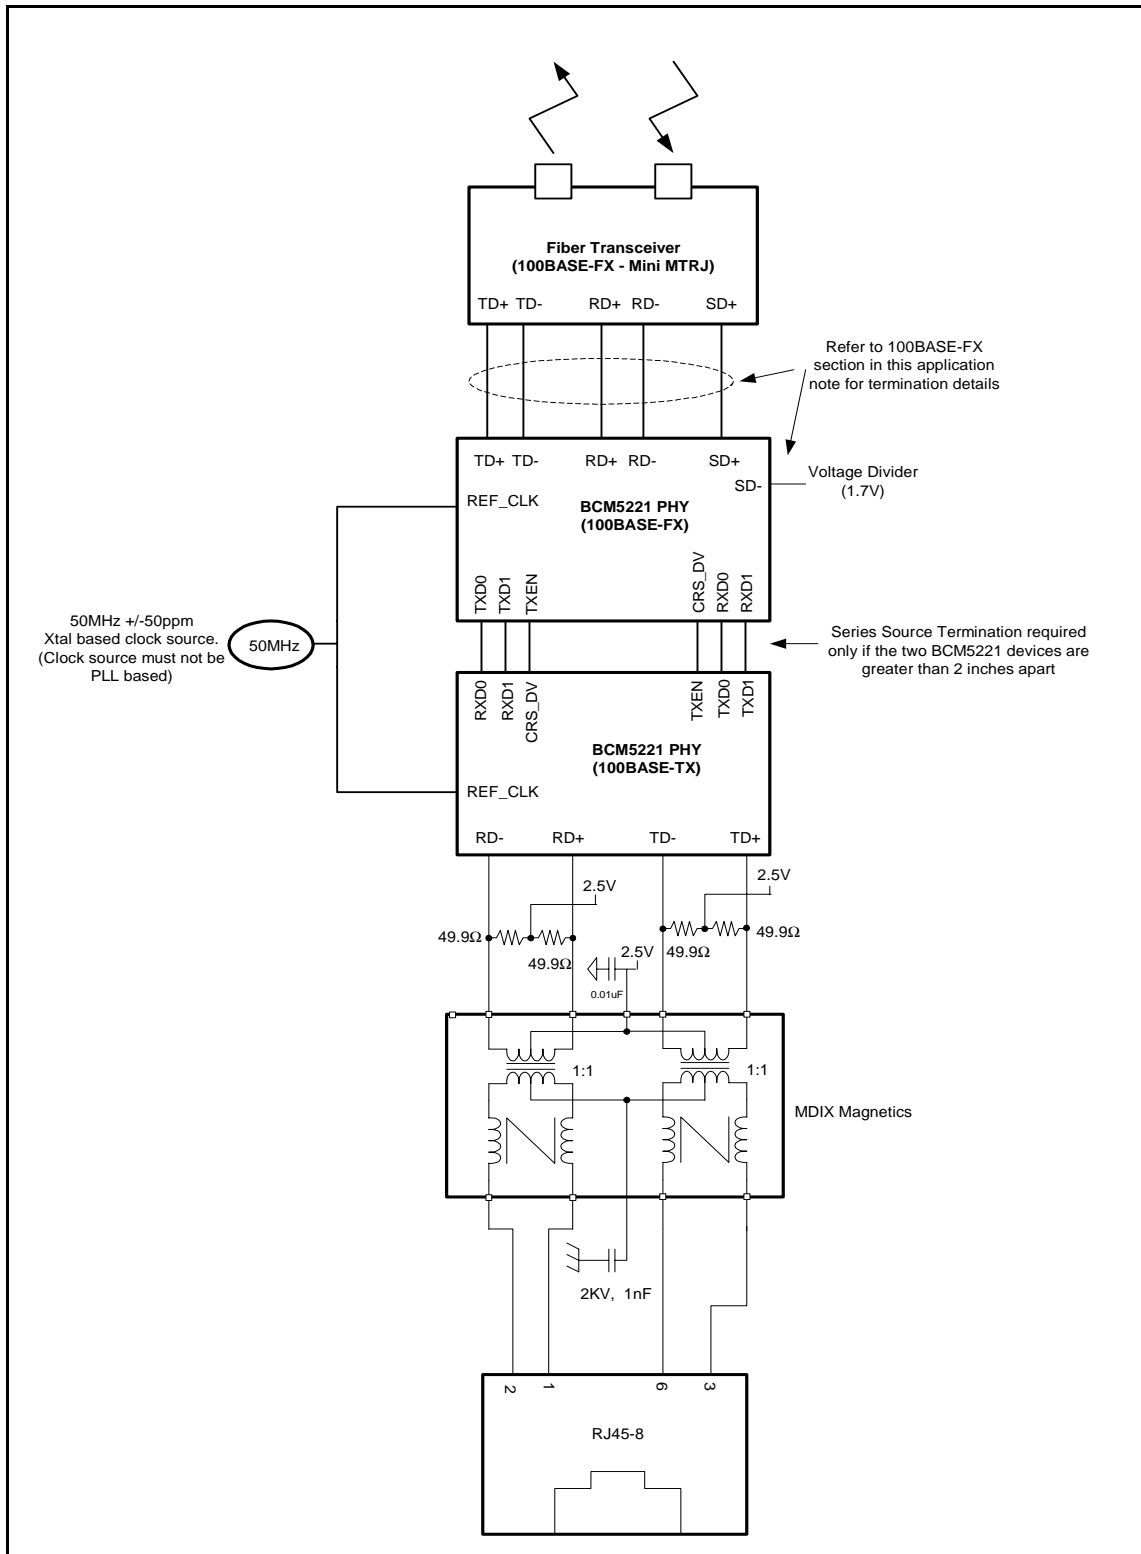 Fiber Transceiver
(100BASE-FX - Mini MTRJ)
TD+ TD- RD+ RD- SD+
Refer to 100BASE-FX
section in this application
note for termination details
TD+ TD- RD+ RD- SD+
SD-
Voltage Divider
(1.7V)
REF_CLK
BCM5221 PHY
(100BASE-FX)
TXD0
TXD1
TXEN
CRS_DV
RXD0
RXD1
50MHz +/-50ppm
Xtal based clock source.
(Clock source must not be
PLL based)
50MHz
Series Source Termination required
only if the two BCM5221 devices are
greater than 2 inches apart
RXD0
RXD1
CRS_DV
TXEN
TXD0
TXD1
BCM5221 PHY
(100BASE-TX)
REF_CLK
RD- RD+ TD- TD+
2.5V
2.5V
49.9Ω
49.9Ω
49.9Ω
49.9Ω
2.5V
0.01uF
1:1
1:1
MDIX Magnetics
2KV, 1nF
2
1
6
3
RJ45-8